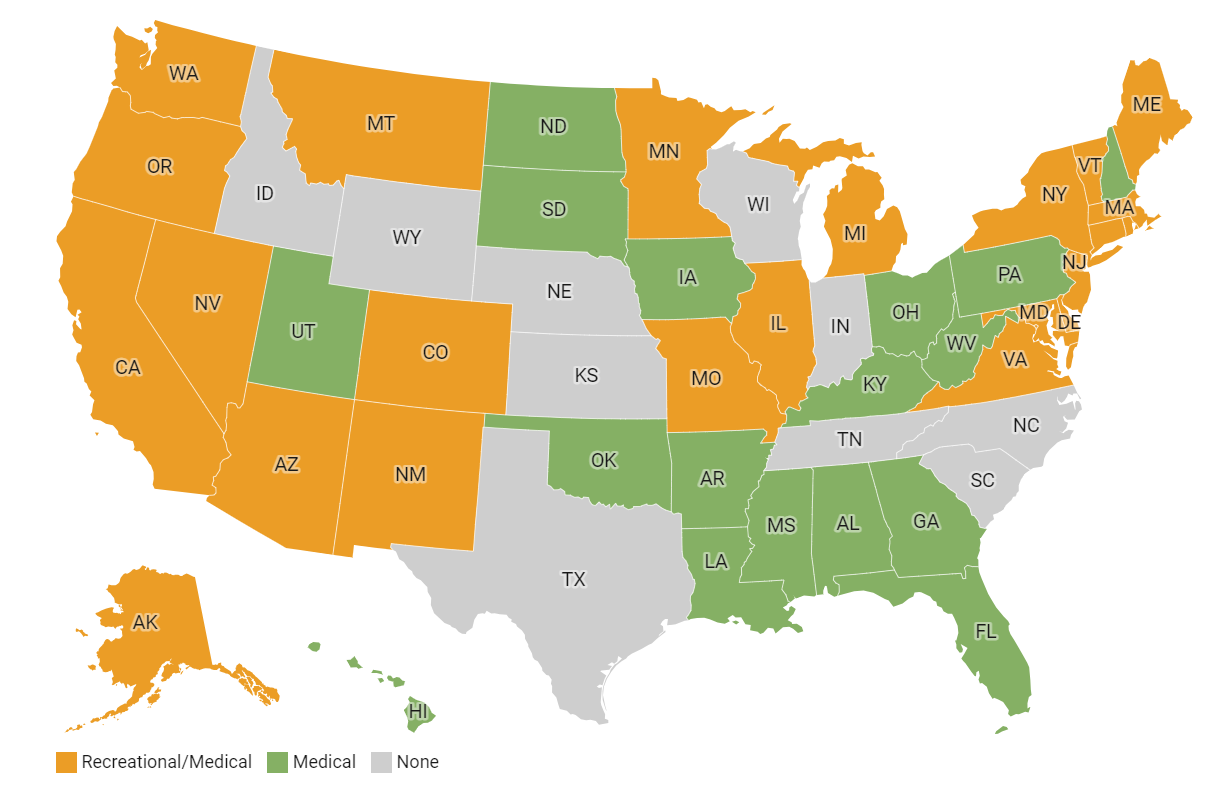 WA
MT
ME
ND
MN
OR
VT
ID
NY
WI
MA
SD
MI
WY
NJ
PA
IA
NE
NV
MD
OH
DE
IL
IN
UT
WV
CO
VA
CA
KS
MO
KY
NC
TN
OK
AZ
NM
AR
SC
MS
AL
GA
LA
TX
AK
FL
HI
Recreational/Medical Medical None